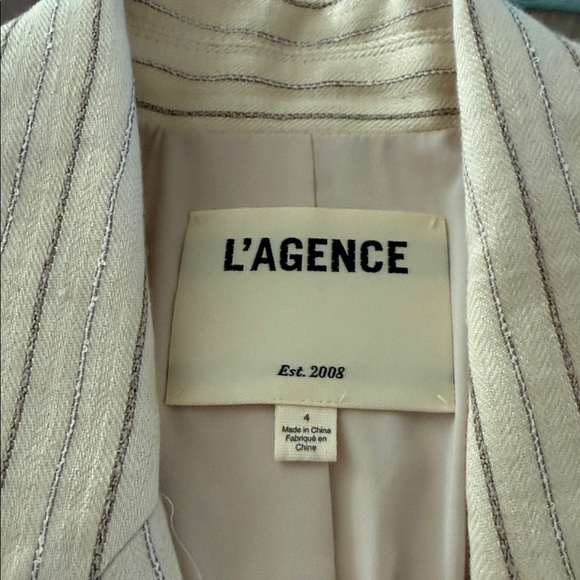 L'AGENCE
Est. 2008
4
Made in China
Fabriqué en
Chine